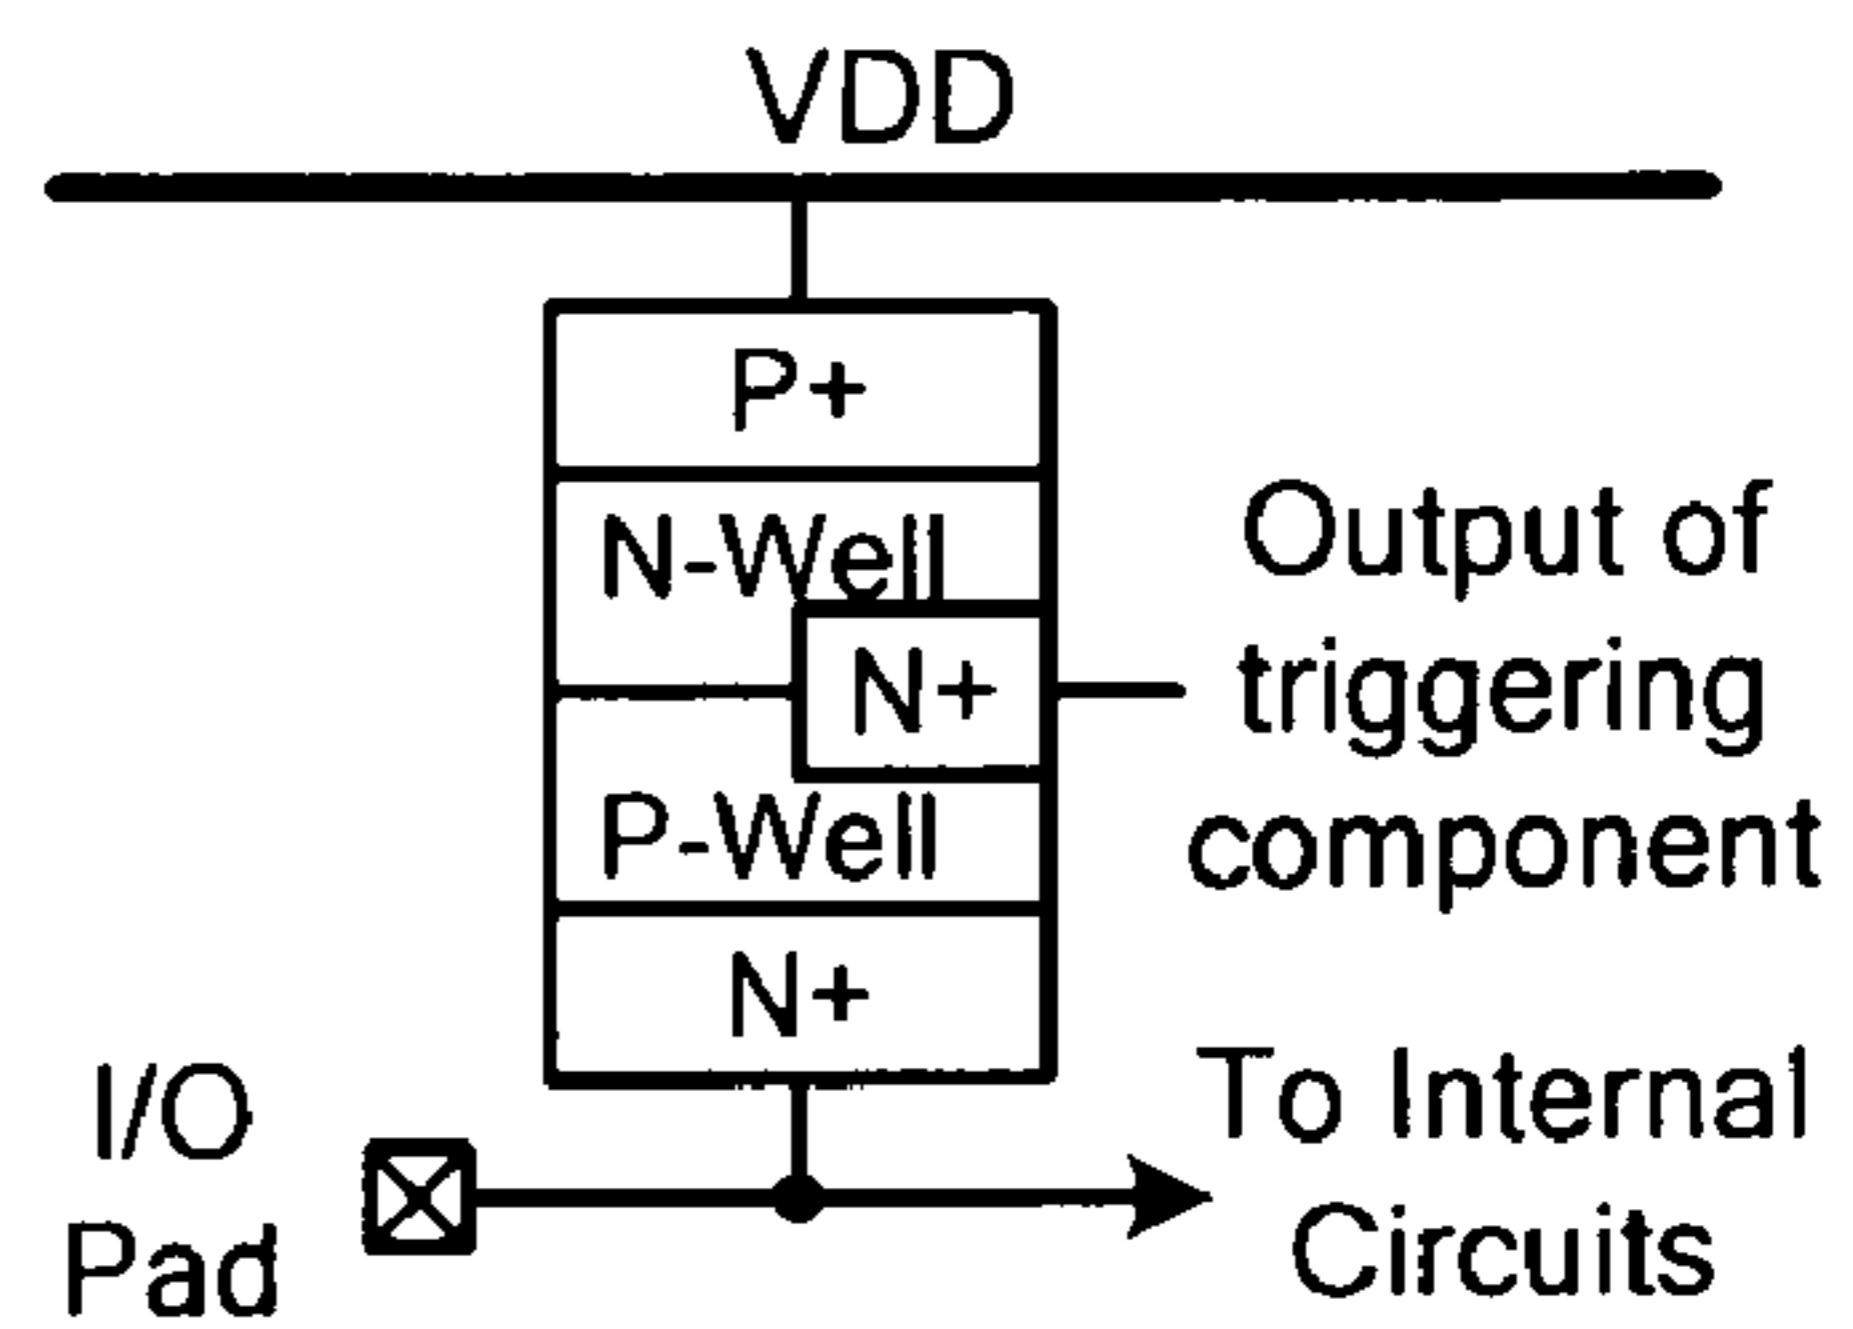 VDD
P+
N-Well
N+
P-Well
N+
Output of
triggering
component
I/O
Pad
To Internal
Circuits